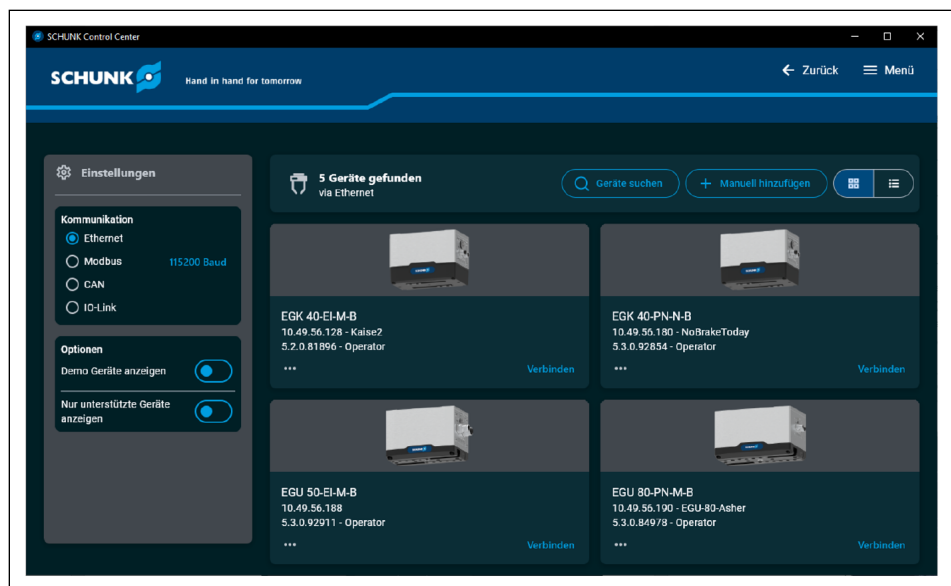 SCHUNK Control Center
SCHUNK
Hand in hand for tomorrow
Zurück
Menü
Einstellungen
Kommunikation
Ethernet
Modbus 115200 Baud
CAN
IO-Link
Optionen
Demo Geräte anzeigen
Nur unterstützte Geräte
anzeigen
5 Geräte gefunden
via Ethernet
Geräte suchen
Manuell hinzufügen
EGK 40-EI-M-B
10.49.56.128 - Kaise2
5.2.0.81896 - Operator
Verbinden
EGK 40-PN-N-B
10.49.56.180 - NoBrakeToday
5.3.0.92854 - Operator
Verbinden
EGU 50-EI-M-B
10.49.56.188
5.3.0.92911 - Operator
Verbinden
EGU 80-PN-M-B
10.49.56.190 - EGU-80-Asher
5.3.0.84978 - Operator
Verbinden